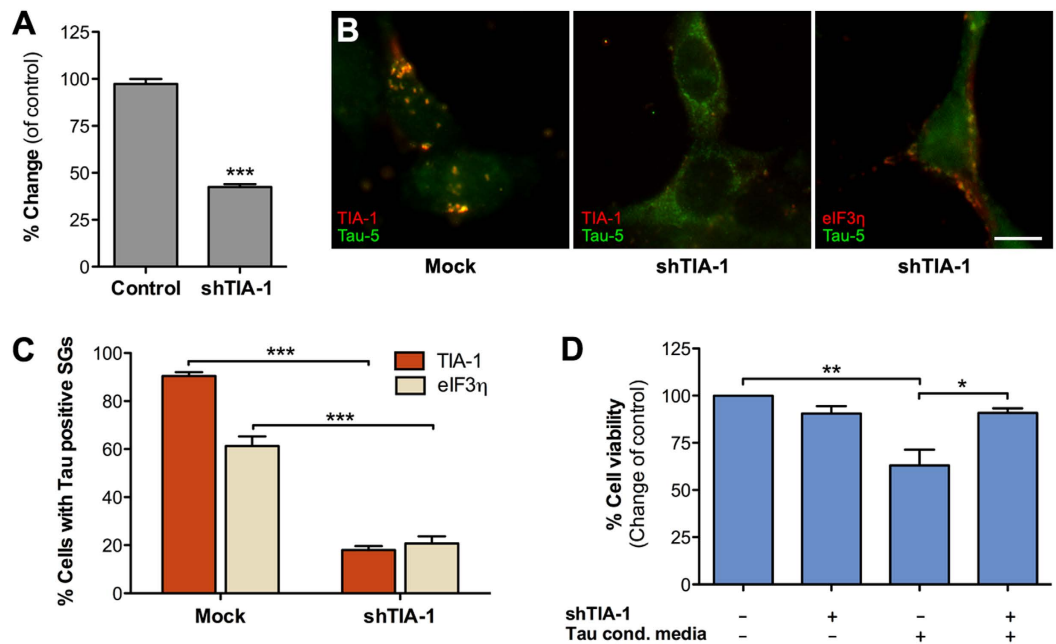 A
% Change (of control)
125
100
75
50
25
0
***
Control shTIA-1
B
TIA-1
Tau-5
Mock
TIA-1
Tau-5
shTIA-1
eIF3η
Tau-5
shTIA-1
C
% Cells with Tau positive SGs
100
80
60
40
20
0
***
***
TIA-1
eIF3η
Mock shTIA-1
D
% Cell viability
(Change of control)
125
100
75
50
25
0
**
*
shTIA-1 – + – +
Tau cond. media – – + +